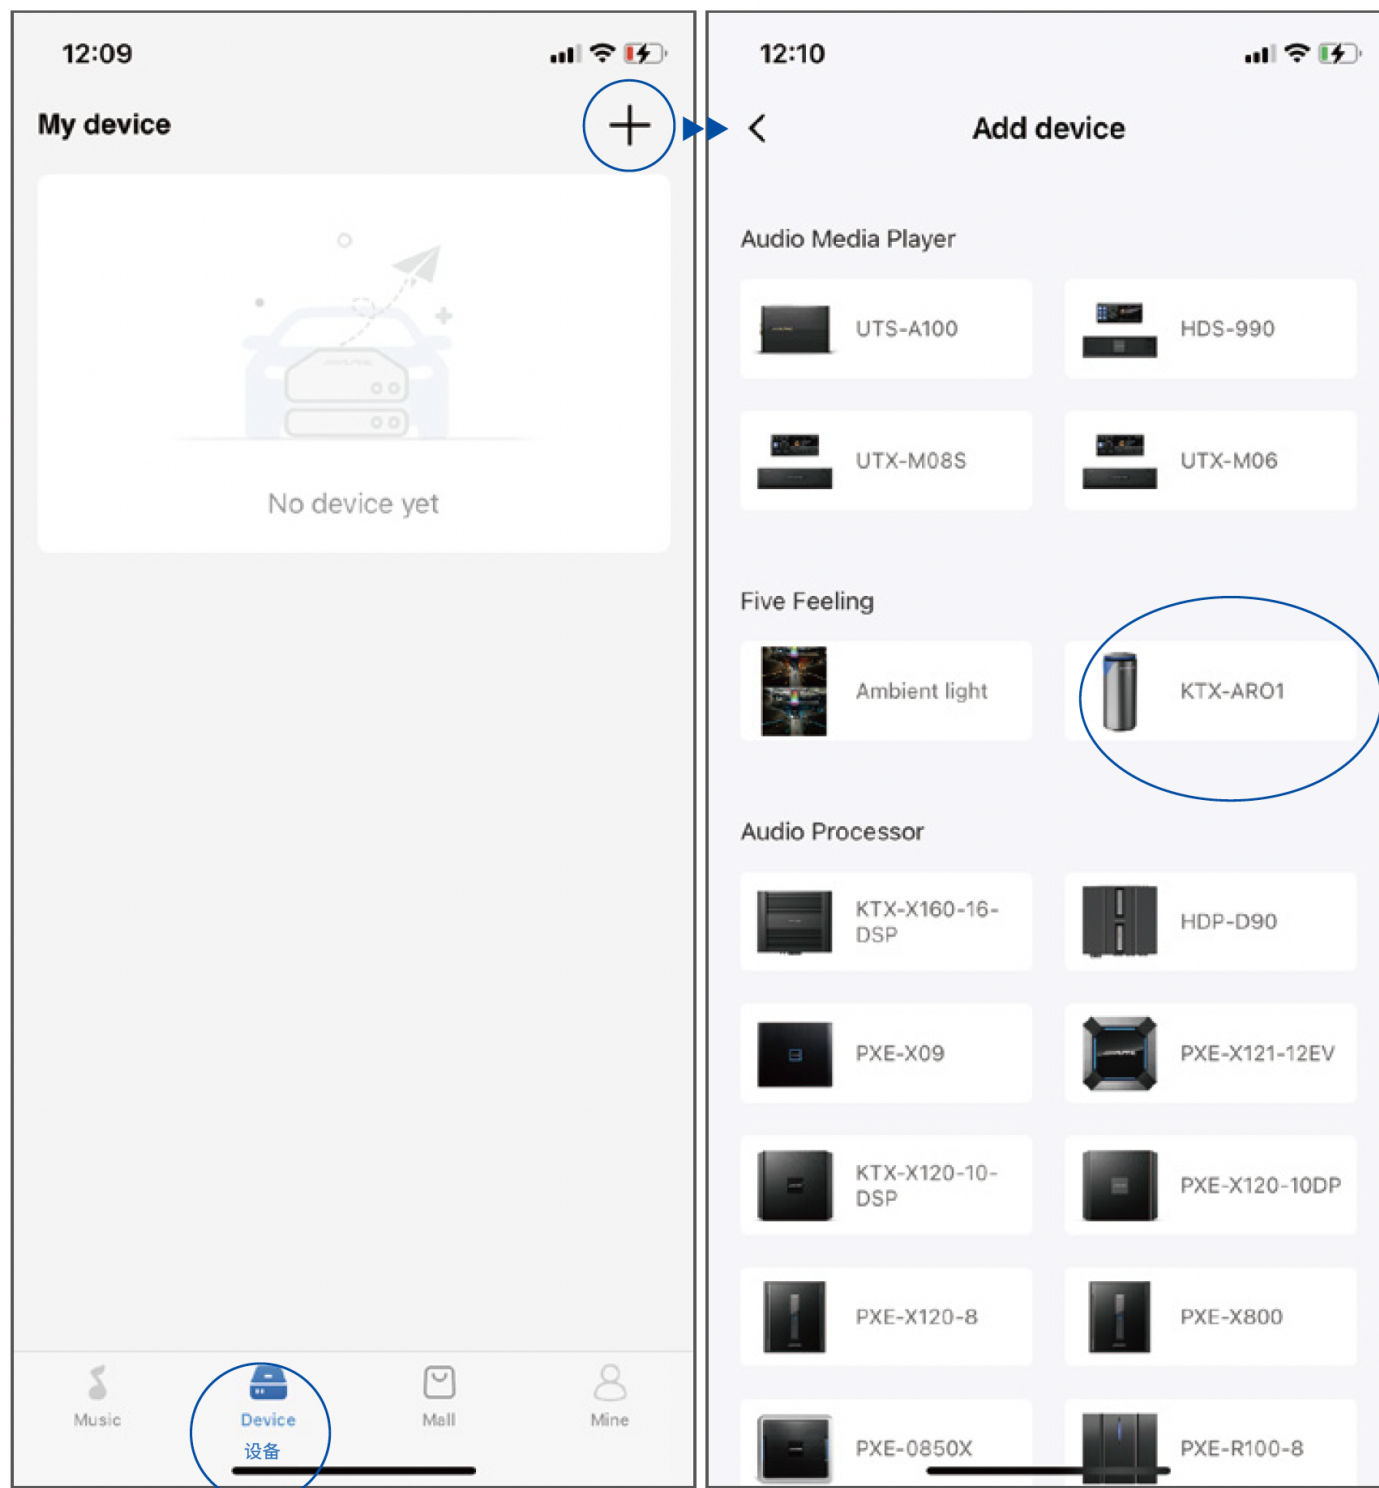 12:09
My device
No device yet
Music
Device
Mall
Mine
设备
12:10
Add device
Audio Media Player
UTS-A100
HDS-990
UTX-M08S
UTX-M06
Five Feeling
Ambient light
KTX-ARO1
Audio Processor
KTX-X160-16-
DSP
HDP-D90
PXE-X09
PXE-X121-12EV
KTX-X120-10-
DSP
PXE-X120-10DP
PXE-X120-8
PXE-X800
PXE-0850X
PXE-R100-8